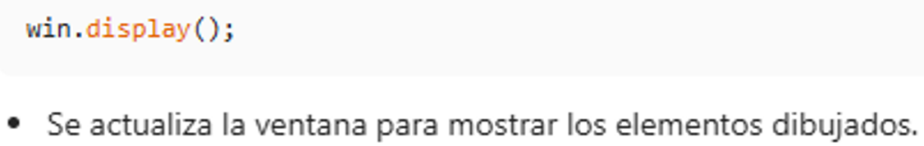 win.display();
• Se actualiza la ventana para mostrar los elementos dibujados.